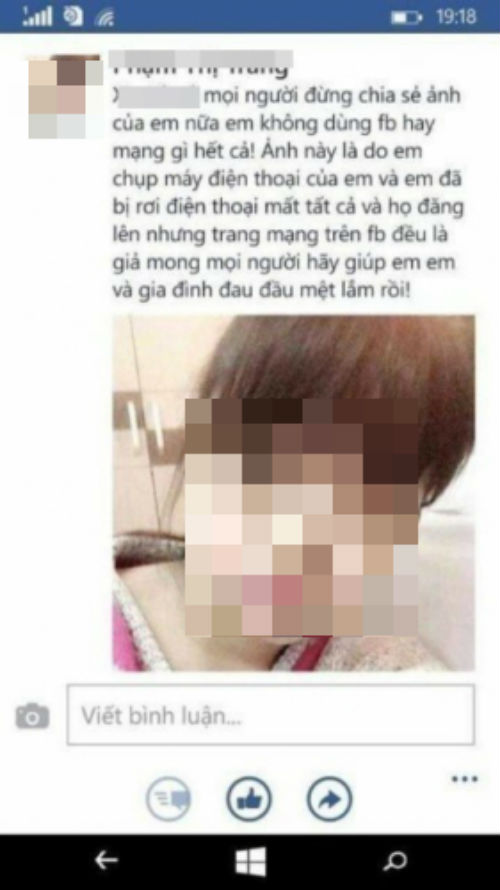 19:18
mọi người đừng chia sẻ ảnh
của em nữa em không dùng fb hay
mạng gì hết cả! Ảnh này là do em
chụp máy điện thoại của em và em đã
bị rơi điện thoại mất tất cả và họ đăng
lên nhưng trang mạng trên fb đều là
giả mong mọi người hãy giúp em em
và gia đình đau đầu mệt lắm rồi!
Viết bình luận...